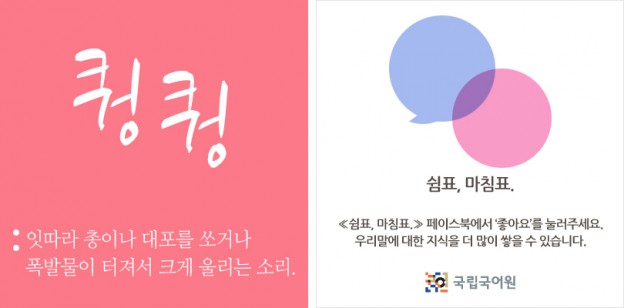 퀑퀑
: 잇따라 총이나 대포를 쏘거나
폭발물이 터져서 크게 울리는 소리.
쉼표, 마침표.
≪쉼표, 마침표.≫ 페이스북에서 '좋아요'를 눌러주세요.
우리말에 대한 지식을 더 많이 쌓을 수 있습니다.
국립국어원